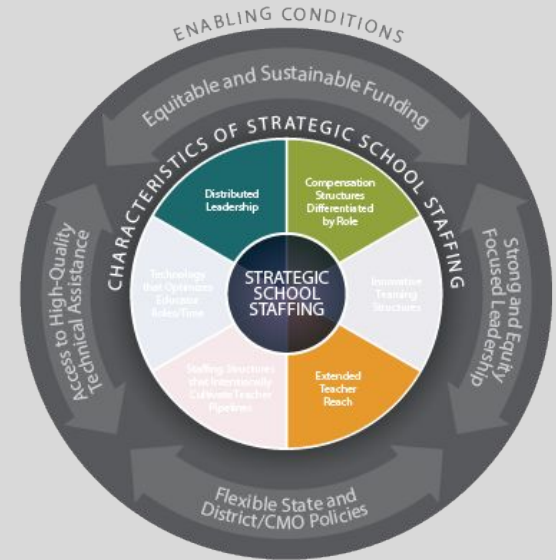 ENABLING CONDITIONS
Equitable and Sustainable Funding
CHARACTERISTICS OF STRATEGIC SCHOOL STAFFING
Distributed
Leadership
Compensation
Structures
Differentiated
by Role
Technology
that Optimizes
Educator
Roles/Time
STRATEGIC
SCHOOL
STAFFING
Innovative
Teaming
Structures
Access to High-Quality
Technical Assistance
Strong and Equity
Focused Leadership
Staffing Structures
that Intentionally
Cultivate Teacher
Pipelines
Extended
Teacher
Reach
Flexible State and
District/CMO Policies